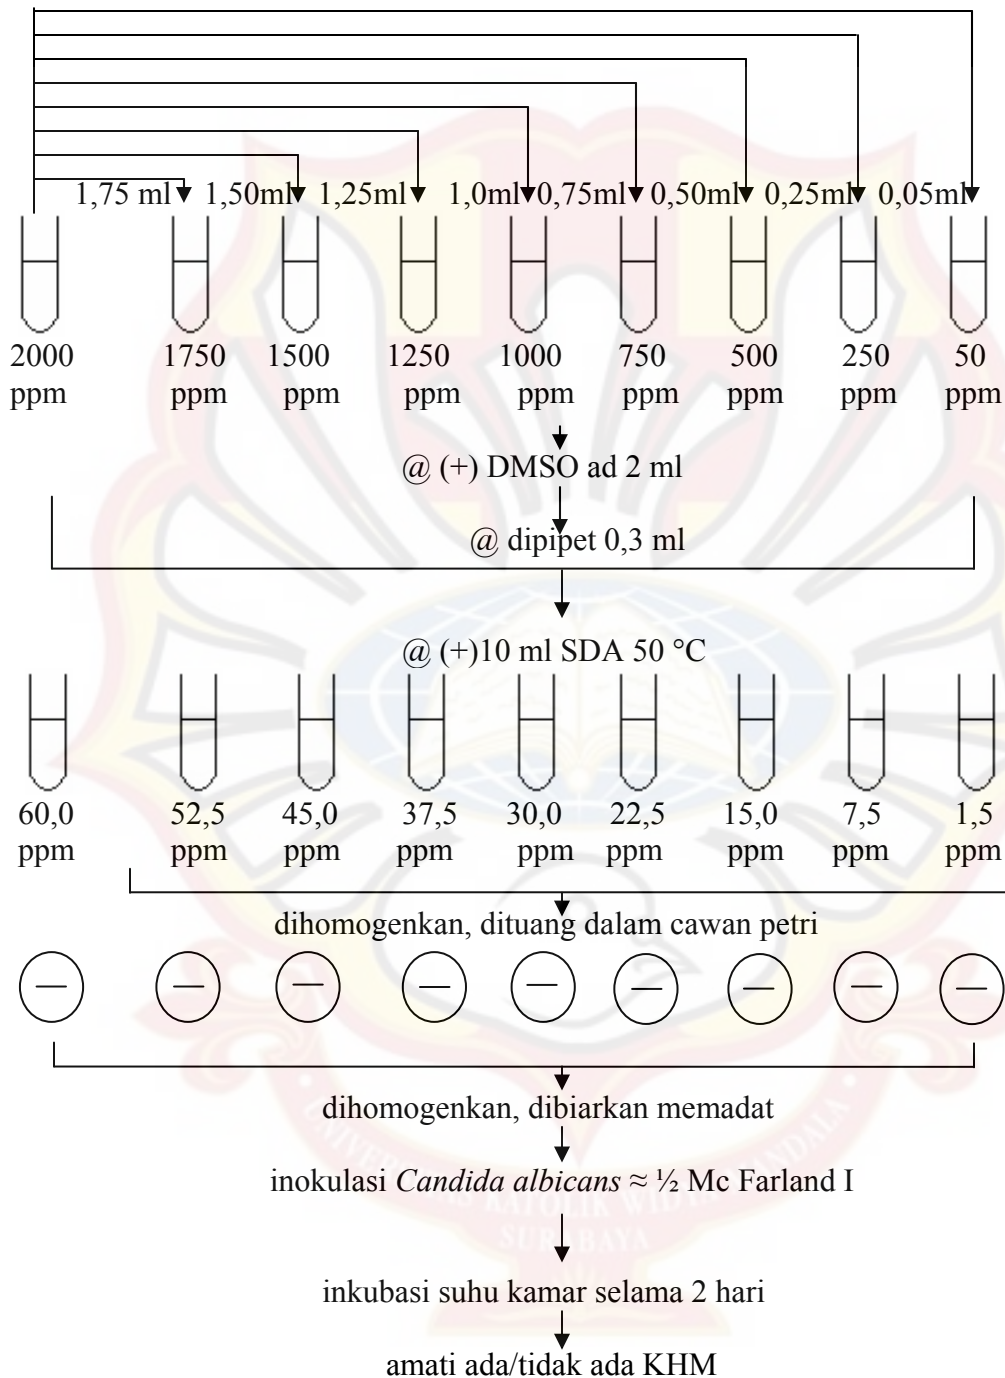 1,75 ml 1,50ml 1,25ml 1,0ml 0,75ml 0,50ml 0,25ml 0,05ml
2000 1750 1500 1250 1000 750 500 250 50
ppm ppm ppm ppm ppm ppm ppm ppm ppm
@ (+) DMSO ad 2 ml
@ dipipet 0,3 ml
@ (+)10 ml SDA 50 °C
60,0 52,5 45,0 37,5 30,0 22,5 15,0 7,5 1,5
ppm ppm ppm ppm ppm ppm ppm ppm ppm
dihomogenkan, dituang dalam cawan petri
dihomogenkan, dibiarkan memadat
inokulasi Candida albicans ≈ ½ Mc Farland I
inkubasi suhu kamar selama 2 hari
amati ada/tidak ada KHM
KATOLIK
SURABAYA